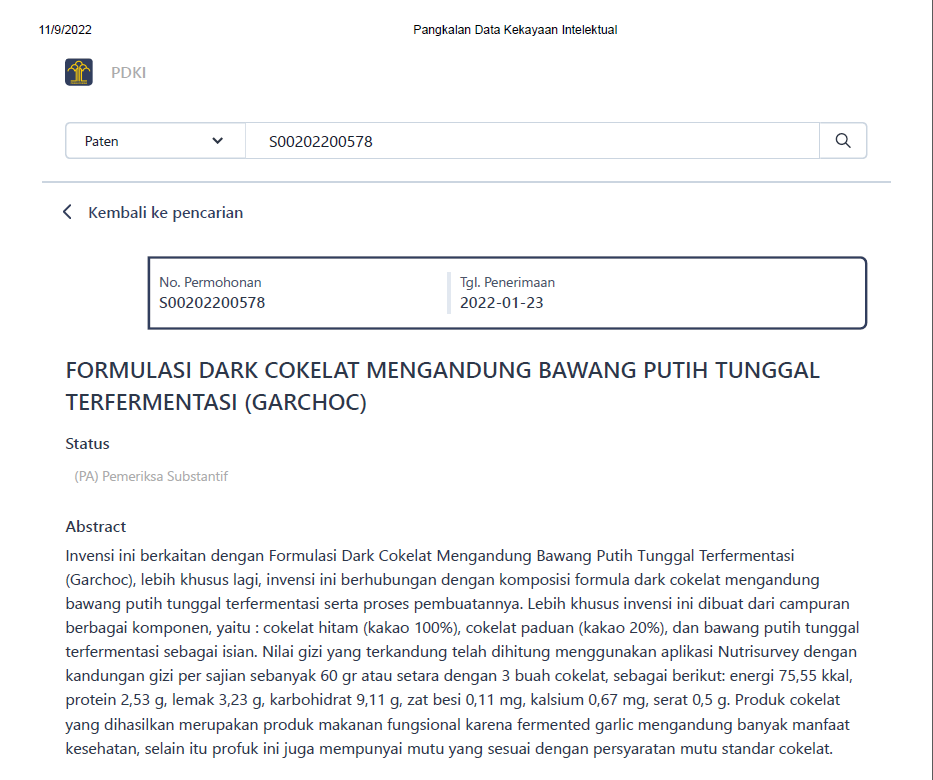 11/9/2022 Pangkalan Data Kekayaan Intelektual
PDKI
Paten S00202200578
Kembali ke pencarian
No. Permohonan Tgl. Penerimaan
S00202200578 2022-01-23
FORMULASI DARK COKELAT MENGANDUNG BAWANG PUTIH TUNGGAL
TERFERMENTASI (GARCHOC)
Status
(PA) Pemeriksa Substantif
Abstract
Invensi ini berkaitan dengan Formulasi Dark Cokelat Mengandung Bawang Putih Tunggal Terfermentasi
(Garchoc), lebih khusus lagi, invensi ini berhubungan dengan komposisi formula dark cokelat mengandung
bawang putih tunggal terfermentasi serta proses pembuatannya. Lebih khusus invensi ini dibuat dari campuran
berbagai komponen, yaitu : cokelat hitam (kakao 100%), cokelat paduan (kakao 20%), dan bawang putih tunggal
terfermentasi sebagai isian. Nilai gizi yang terkandung telah dihitung menggunakan aplikasi Nutrisurvey dengan
kandungan gizi per sajian sebanyak 60 gr atau setara dengan 3 buah cokelat, sebagai berikut: energi 75,55 kkal,
protein 2,53 g, lemak 3,23 g, karbohidrat 9,11 g, zat besi 0,11 mg, kalsium 0,67 mg, serat 0,5 g. Produk cokelat
yang dihasilkan merupakan produk makanan fungsional karena fermented garlic mengandung banyak manfaat
kesehatan, selain itu profuk ini juga mempunyai mutu yang sesuai dengan persyaratan mutu standar cokelat.